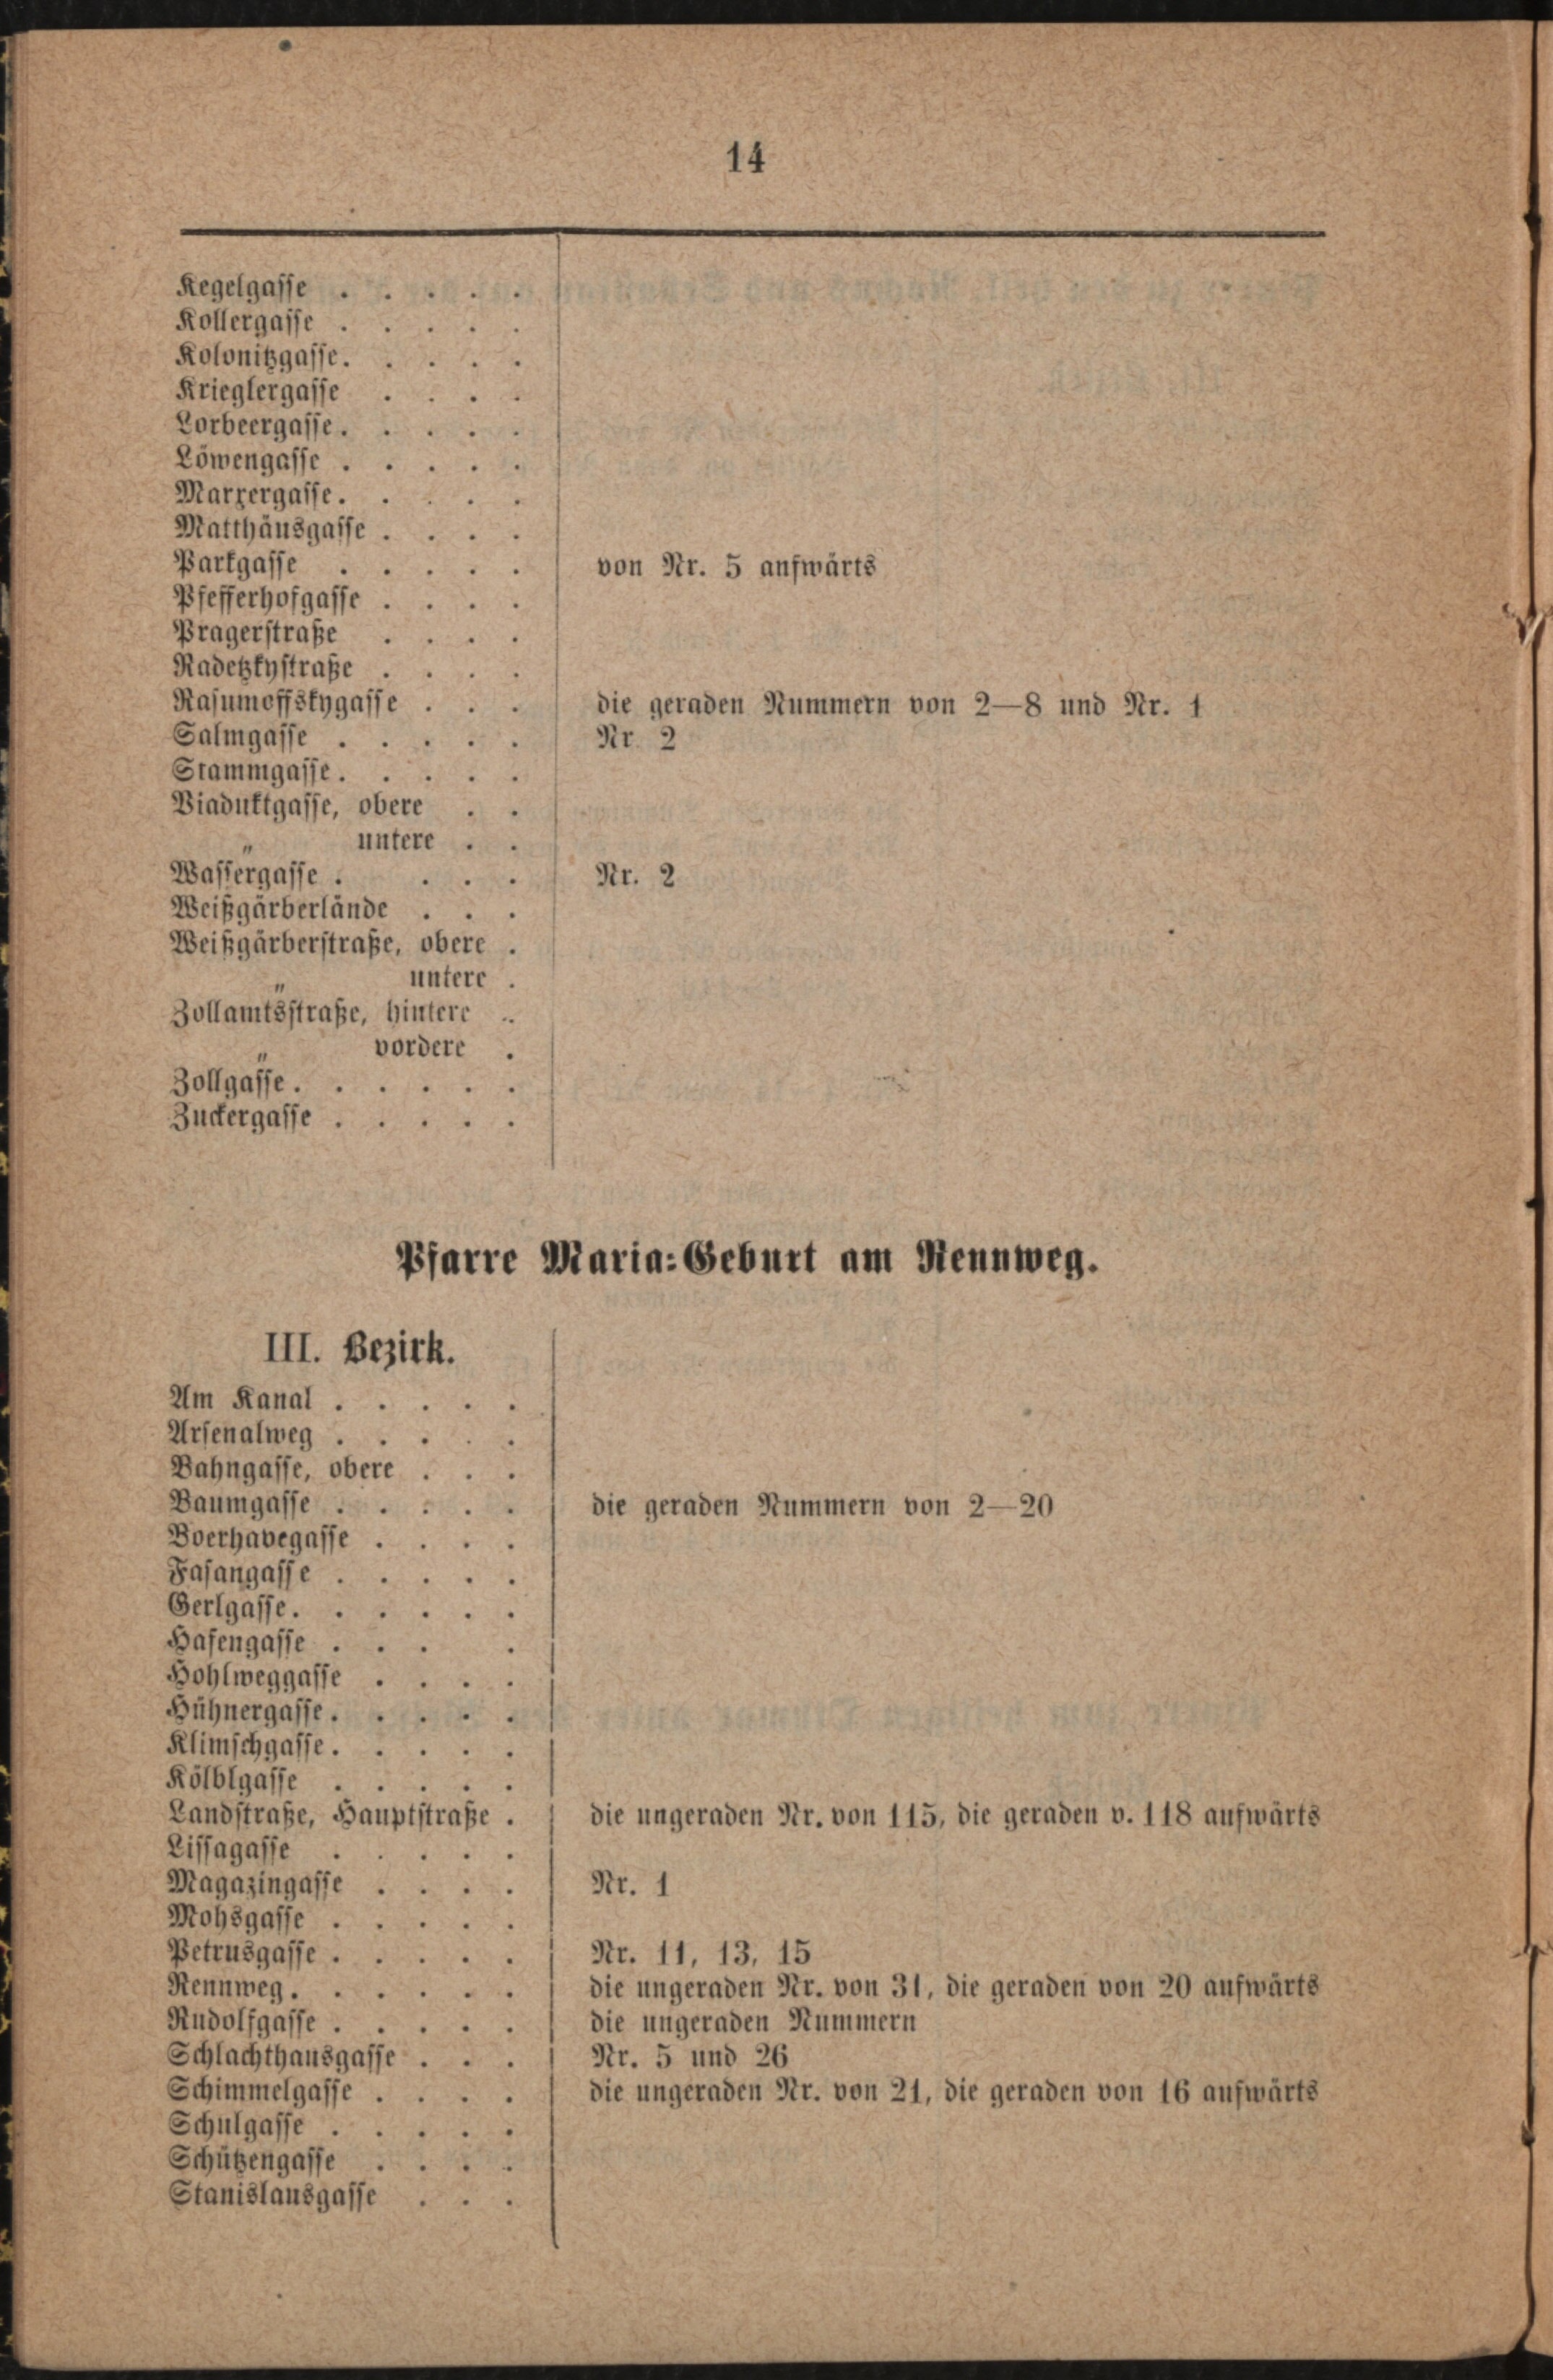 14
Kegelgasse . . . . .
Kollergasse . . . . .
Kolonitzgasse. . . . .
Krieglergasse . . . .
Lorbeergasse. . . . .
Löwengasse . . . . .
Marxergasse. . . . .
Matthäusgasse . . . .
Parkgasse . . . . . von Nr. 5 aufwärts
Pfefferhofgasse . . . .
Pragerstraße . . . .
Radetzkystraße . . . .
Rasumoffskygasse . . . die geraden Nummern von 2—8 und Nr. 1
Salmgasse . . . . . Nr. 2
Stammgasse. . . . .
Viaduktgasse, obere . .
„ untere . .
Wassergasse . . . . Nr. 2
Weißgärberlände . . .
Weißgärberstraße, obere .
„ untere .
Zollamtsstraße, hintere ..
„ vordere .
Zollgasse. . . . . .
Zuckergasse . . . . .
Pfarre Maria-Geburt am Rennweg.
III. Bezirk.
Am Kanal . . . . .
Arsenalweg . . . . .
Bahngasse, obere . . .
Baumgasse . . . . . die geraden Nummern von 2—20
Boerhavegasse . . . .
Fasangasse . . . . .
Gerlgasse. . . . . .
Hafengasse . . . .
Hohlweggasse . . . .
Hühnergasse. . . . .
Klimschgasse. . . . .
Kölblgasse . . . . .
Landstraße, Hauptstraße . die ungeraden Nr. von 115, die geraden v. 118 aufwärts
Lissagasse . . . . .
Magazingasse . . . . Nr. 1
Mohsgasse . . . . .
Petrusgasse . . . . . Nr. 11, 13, 15
Rennweg. . . . . . die ungeraden Nr. von 31, die geraden von 20 aufwärts
Rudolfgasse . . . . . die ungeraden Nummern
Schlachthausgasse . . . Nr. 5 und 26
Schimmelgasse . . . . die ungeraden Nr. von 21, die geraden von 16 aufwärts
Schulgasse . . . . .
Schützengasse . . . .
Stanislausgasse . . .